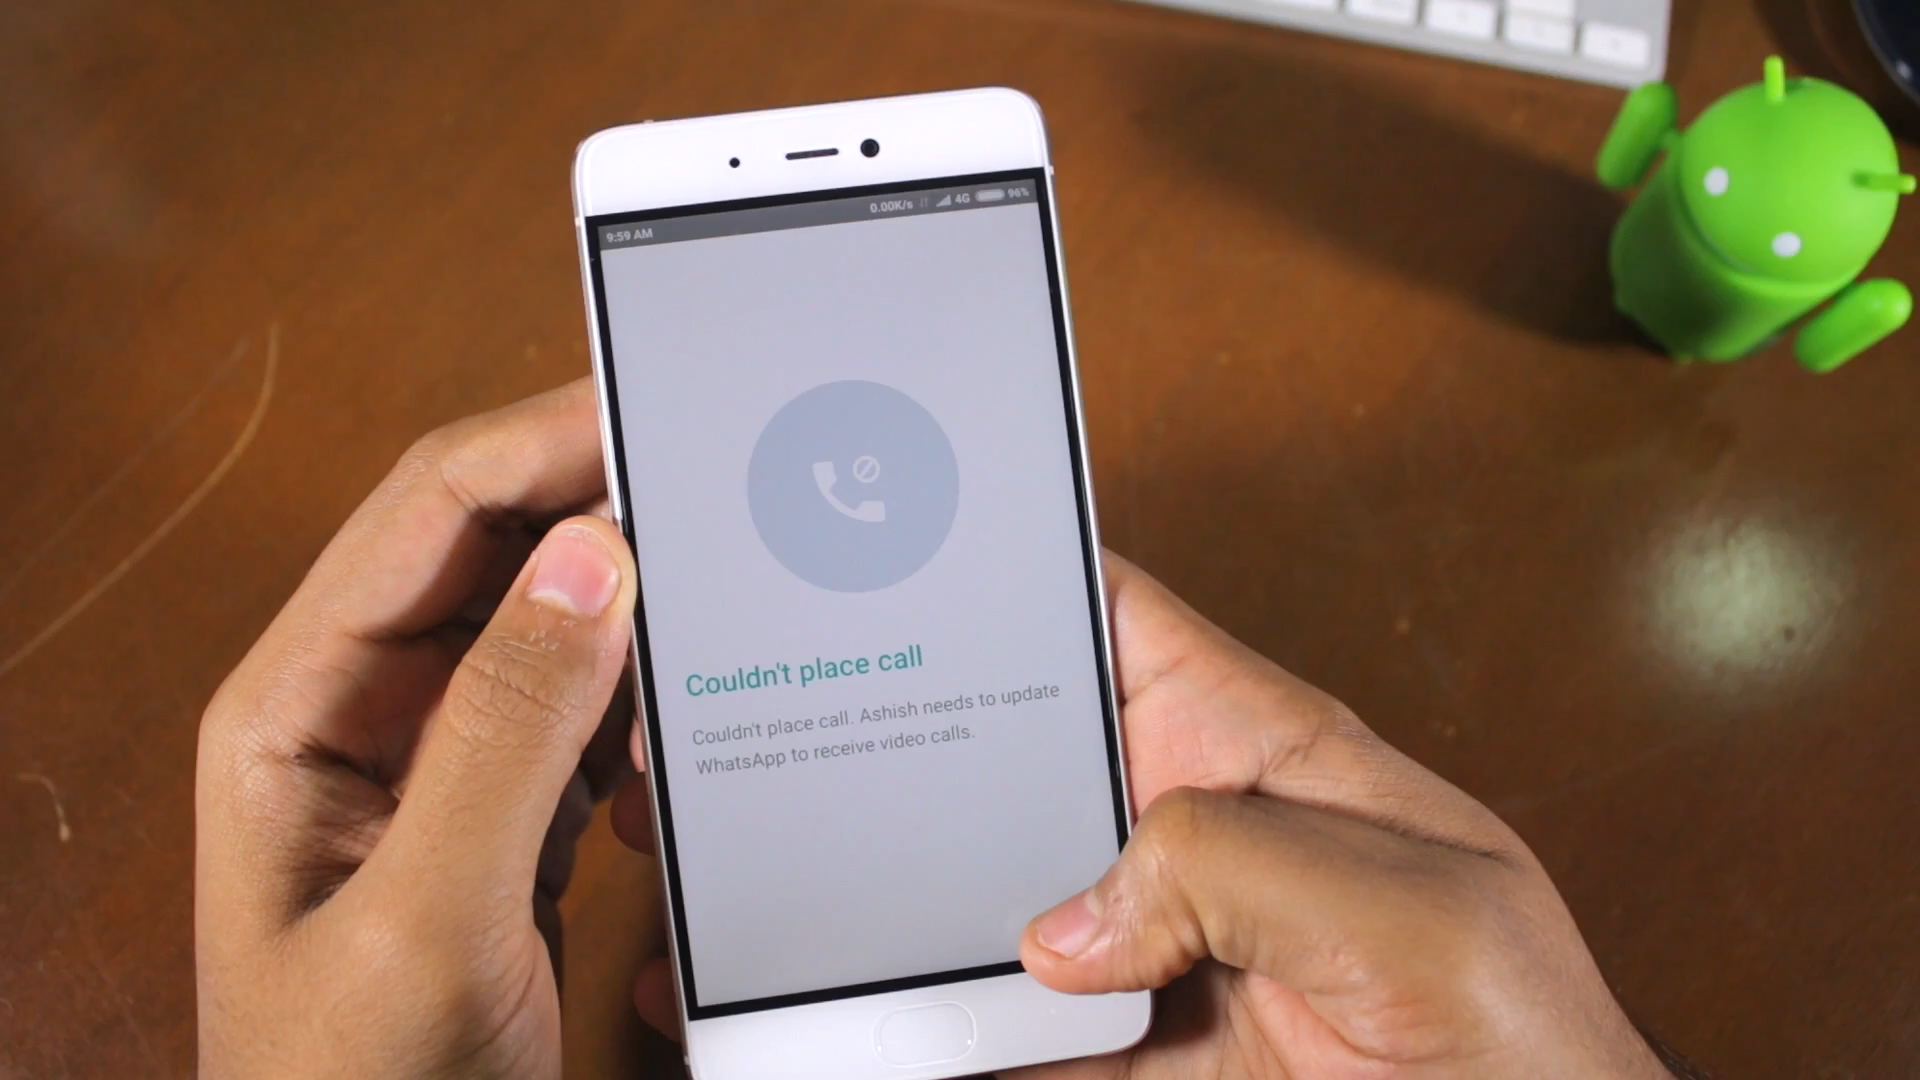 9:59 AM 0.00K/s 4G 96%
Couldn't place call
Couldn't place call. Ashish needs to update
WhatsApp to receive video calls.